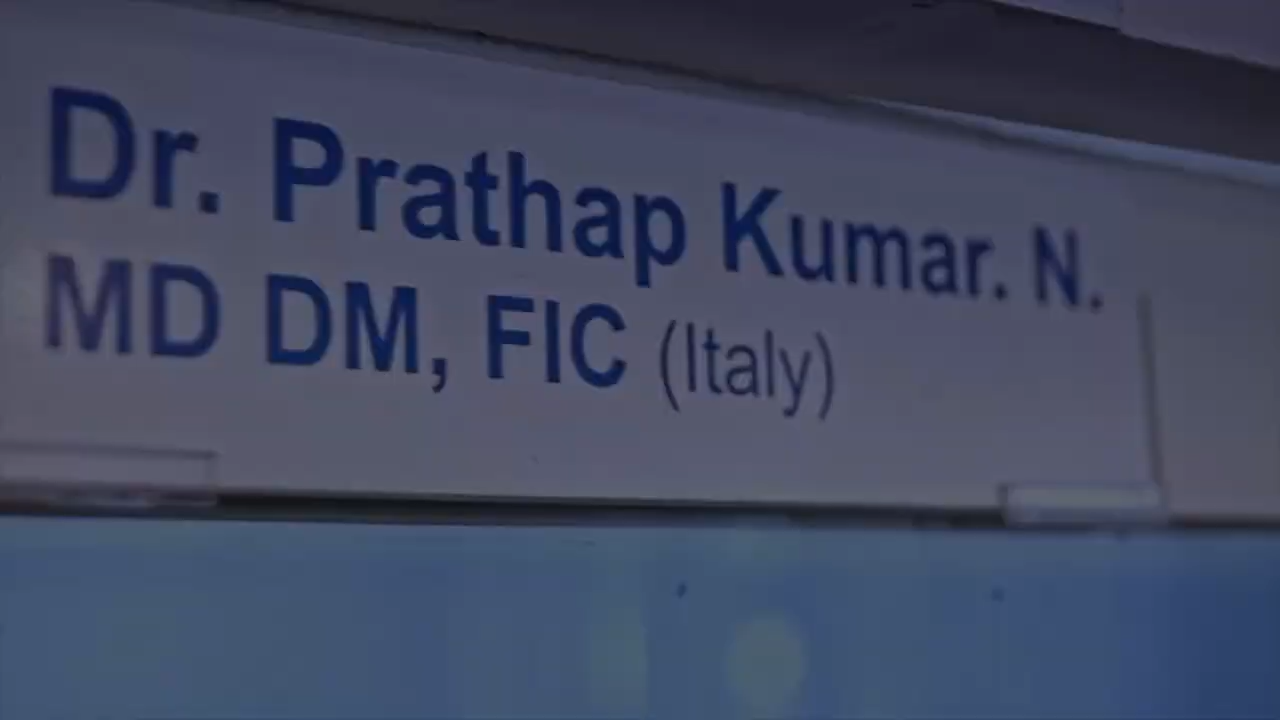 Dr. Prathap Kumar. N.
MD DM, FIC (Italy)